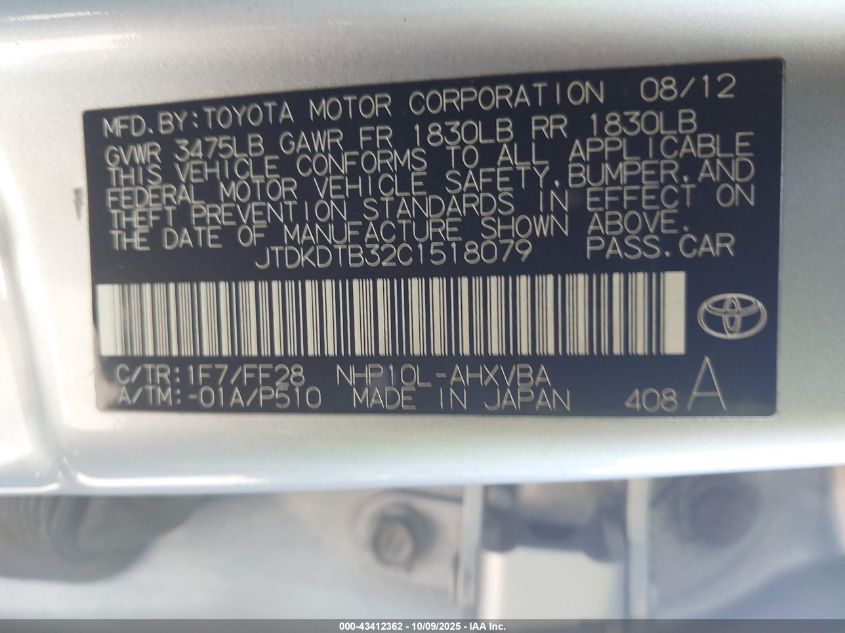 MFD.BY:TOYOTA MOTOR CORPORATION 08/12
GVWR 3475LB GAWR FR 1830LB RR 1830LB
THIS VEHICLE CONFORMS TO ALL APPLICABLE
FEDERAL MOTOR VEHICLE SAFETY,BUMPER,AND
THEFT PREVENTION STANDARDS IN EFFECT ON
THE DATE OF MANUFACTURE SHOWN ABOVE.
JTDKDTB32C1518079 PASS.CAR
C/TR:1F7/FF28 NHP10L-AHXVBA
A/TM:-01A/P510 MADE IN JAPAN 408 A
000-43412362 - 10/09/2025 - IAA Inc.